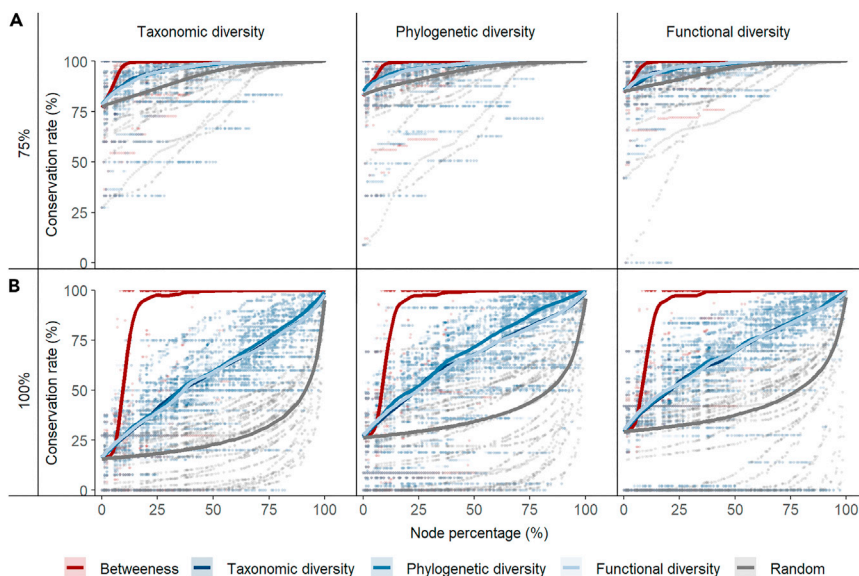 A
Taxonomic diversity
Phylogenetic diversity
Functional diversity
75%
Conservation rate (%)
100
75
50
25
0
B
100%
Conservation rate (%)
100
75
50
25
0
0 25 50 75 100
0 25 50 75 100
0 25 50 75 100
Node percentage (%)
Betweeness Taxonomic diversity Phylogenetic diversity Functional diversity Random